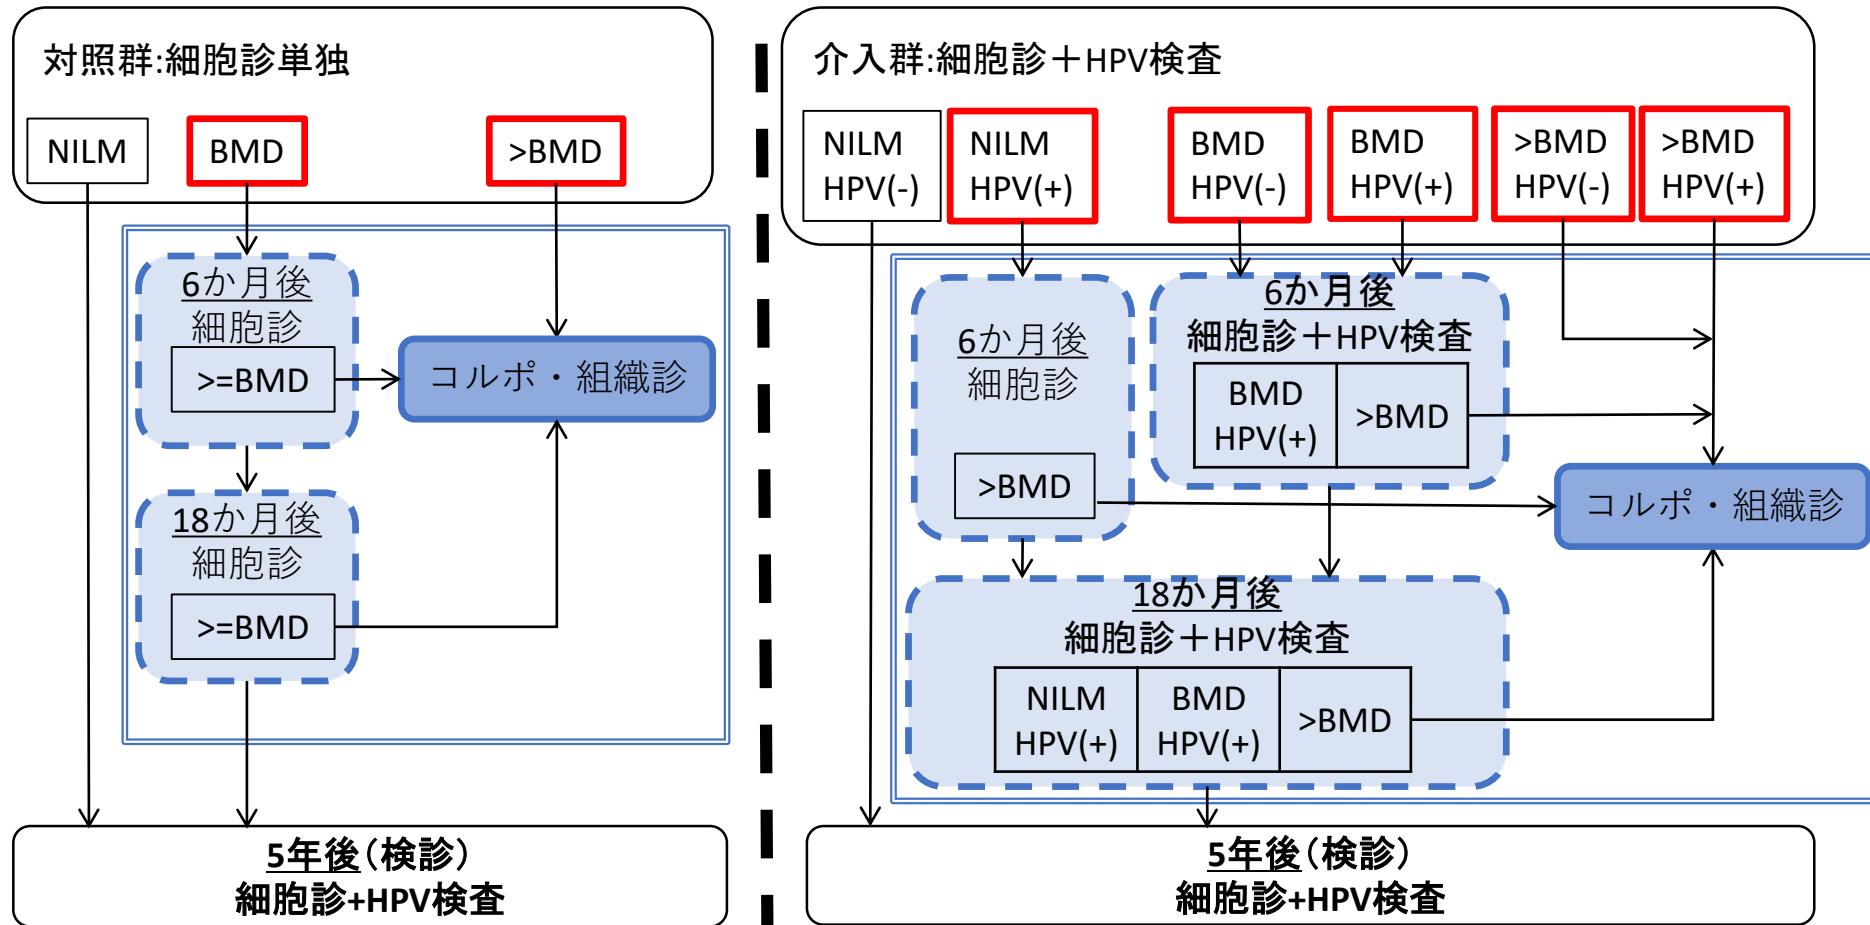 対照群:細胞診単独
NILM
BMD
>BMD
6か月後
細胞診
>=BMD
コルポ・組織診
18か月後
細胞診
>=BMD
5年後（検診）
細胞診+HPV検査
介入群:細胞診＋HPV検査
NILM
HPV(-)
NILM
HPV(+)
BMD
HPV(-)
BMD
HPV(+)
>BMD
HPV(-)
>BMD
HPV(+)
6か月後
細胞診
>BMD
6か月後
細胞診＋HPV検査
BMD
HPV(+)
>BMD
コルポ・組織診
18か月後
細胞診＋HPV検査
NILM
HPV(+)
BMD
HPV(+)
>BMD
5年後（検診）
細胞診+HPV検査